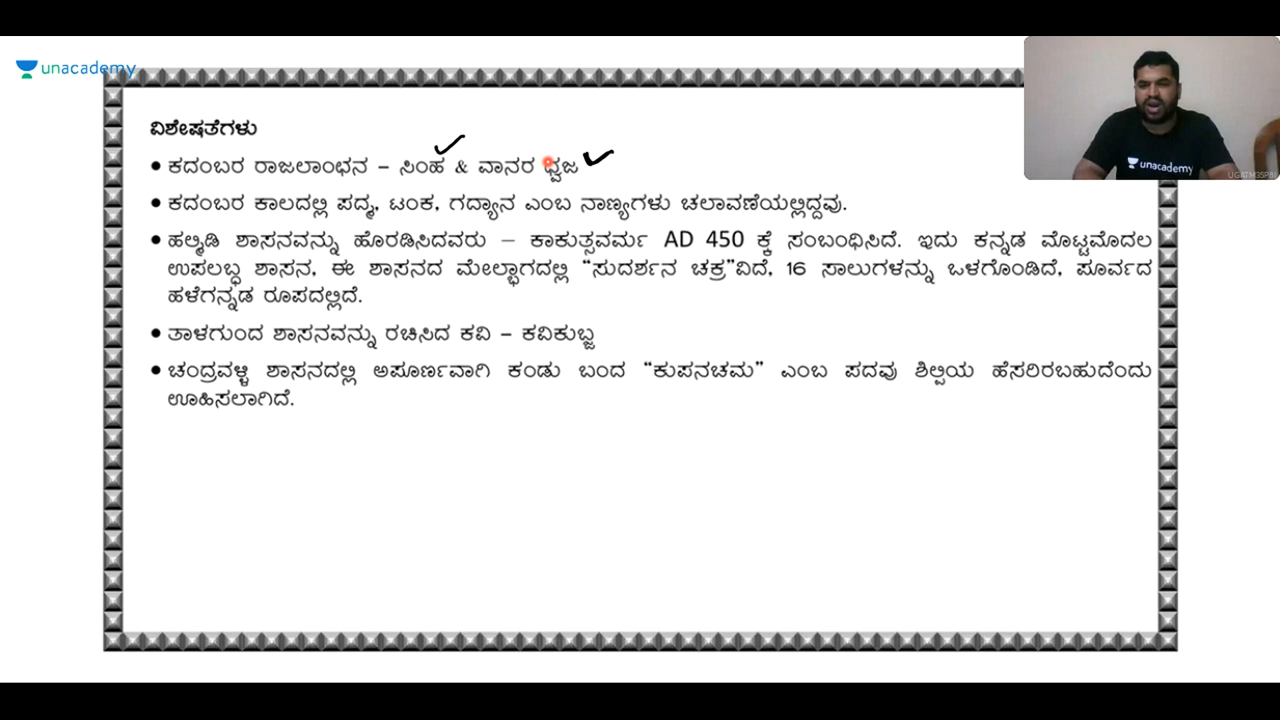 unacademy
ವಿಶೇಷತೆಗಳು
• ಕದಂಬರ ರಾಜಲಾಂಛನ – ಸಿಂಹ & ವಾನರ ಧ್ವಜ
• ಕದಂಬರ ಕಾಲದಲ್ಲಿ ಪದ್ಮ, ಟಂಕ, ಗದ್ಯಾನ ಎಂಬ ನಾಣ್ಯಗಳು ಚಲಾವಣೆಯಲ್ಲಿದ್ದವು.
• ಹಲ್ಮಿಡಿ ಶಾಸನವನ್ನು ಹೊರಡಿಸಿದವರು – ಕಾಕುತ್ಸವರ್ಮ AD 450 ಕ್ಕೆ ಸಂಬಂಧಿಸಿದೆ. ಇದು ಕನ್ನಡ ಮೊಟ್ಟಮೊದಲ
ಉಪಲಬ್ಧ ಶಾಸನ, ಈ ಶಾಸನದ ಮೇಲ್ಭಾಗದಲ್ಲಿ “ಸುದರ್ಶನ ಚಕ್ರ”ವಿದೆ, 16 ಸಾಲುಗಳನ್ನು ಒಳಗೊಂಡಿದೆ, ಪೂರ್ವದ
ಹಳೆಗನ್ನಡ ರೂಪದಲ್ಲಿದೆ.
• ತಾಳಗುಂದ ಶಾಸನವನ್ನು ರಚಿಸಿದ ಕವಿ – ಕವಿಕುಬ್ಜ
• ಚಂದ್ರವಳ್ಳಿ ಶಾಸನದಲ್ಲಿ ಅಪೂರ್ಣವಾಗಿ ಕಂಡು ಬಂದ “ಕುಪನಚಮ” ಎಂಬ ಪದವು ಶಿಲ್ಪಿಯ ಹೆಸರಿರಬಹುದೆಂದು
ಊಹಿಸಲಾಗಿದೆ.
unacademy